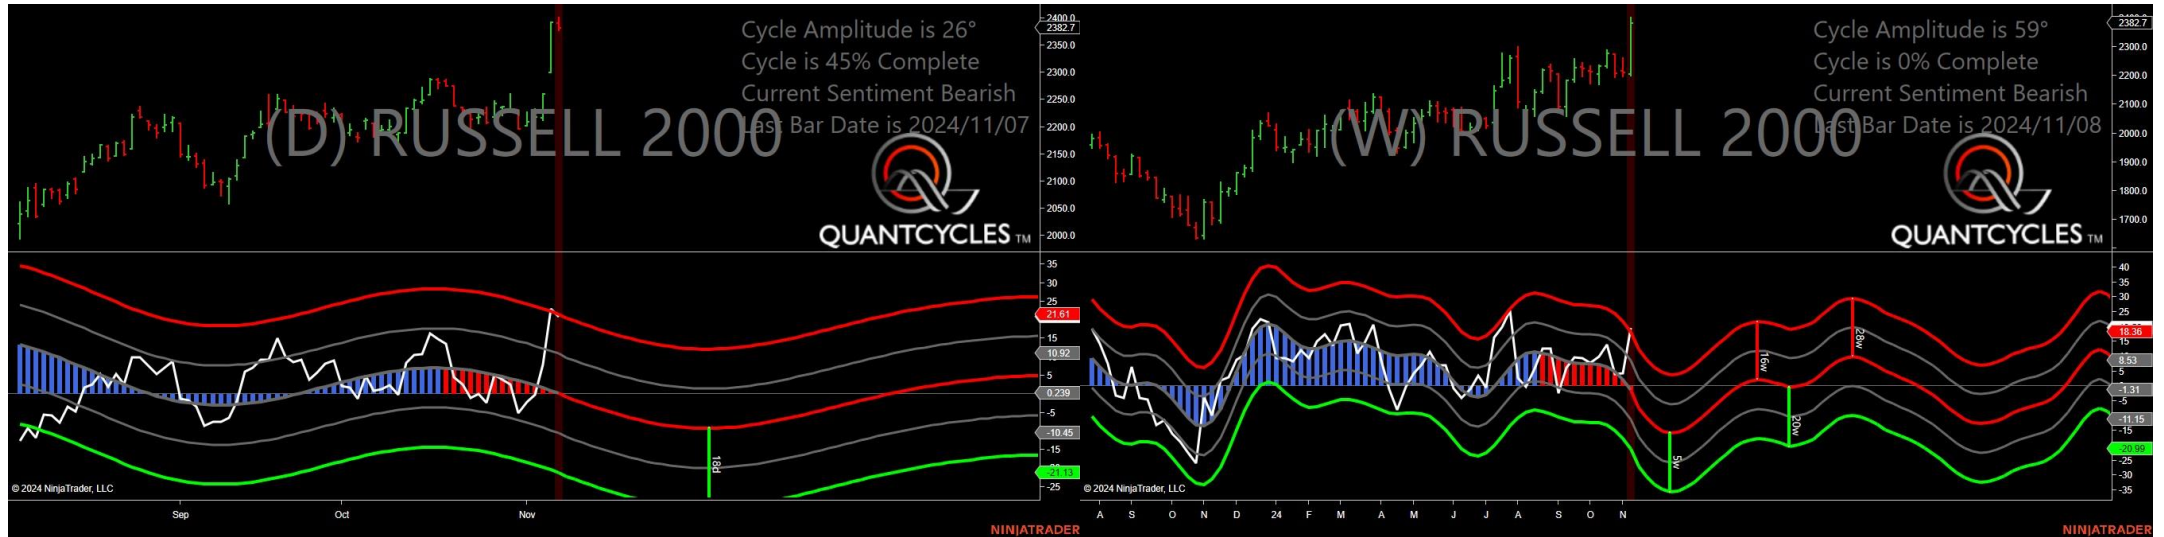 Cycle Amplitude is 26°
Cycle is 45% Complete
Current Sentiment Bearish
Last Bar Date is 2024/11/07
(D) RUSSELL 2000
QUANTCYCLES TM
2400.0
2382.7
2350.0
2300.0
2250.0
2200.0
2150.0
2100.0
2050.0
2000.0
35
30
25
21.61
15
10.92
5
0.239
-5
-10.45
-15
-21.13
-25
18d
© 2024 NinjaTrader, LLC
Sep
Oct
Nov
NINJATRADER
Cycle Amplitude is 59°
Cycle is 0% Complete
Current Sentiment Bearish
Last Bar Date is 2024/11/08
(W) RUSSELL 2000
QUANTCYCLES TM
2382.7
2300.0
2200.0
2100.0
2000.0
1900.0
1800.0
1700.0
40
35
30
25
18.36
15
8.53
5
-1.31
-5
-11.15
-15
-20.99
-25
-30
-35
5w
16w
20w
28w
© 2024 NinjaTrader, LLC
A S O N D 24 F M A M J J A S O N
NINJATRADER